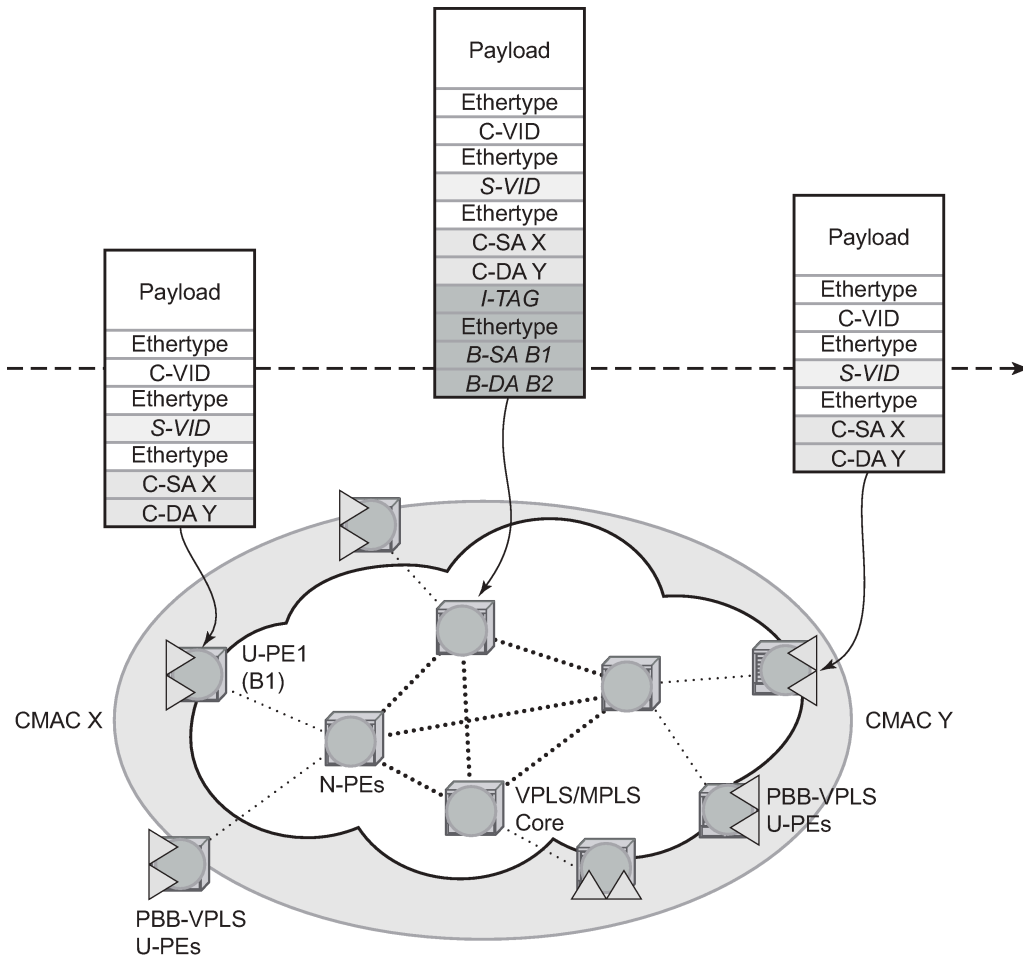 Payload
Ethertype
C-VID
Ethertype
S-VID
Ethertype
C-SA X
C-DA Y
Payload
Ethertype
C-VID
Ethertype
S-VID
Ethertype
C-SA X
C-DA Y
I-TAG
Ethertype
B-SA B1
B-DA B2
Payload
Ethertype
C-VID
Ethertype
S-VID
Ethertype
C-SA X
C-DA Y
U-PE1
(B1)
CMAC X
CMAC Y
N-PEs
VPLS/MPLS
Core
PBB-VPLS
U-PEs
PBB-VPLS
U-PEs